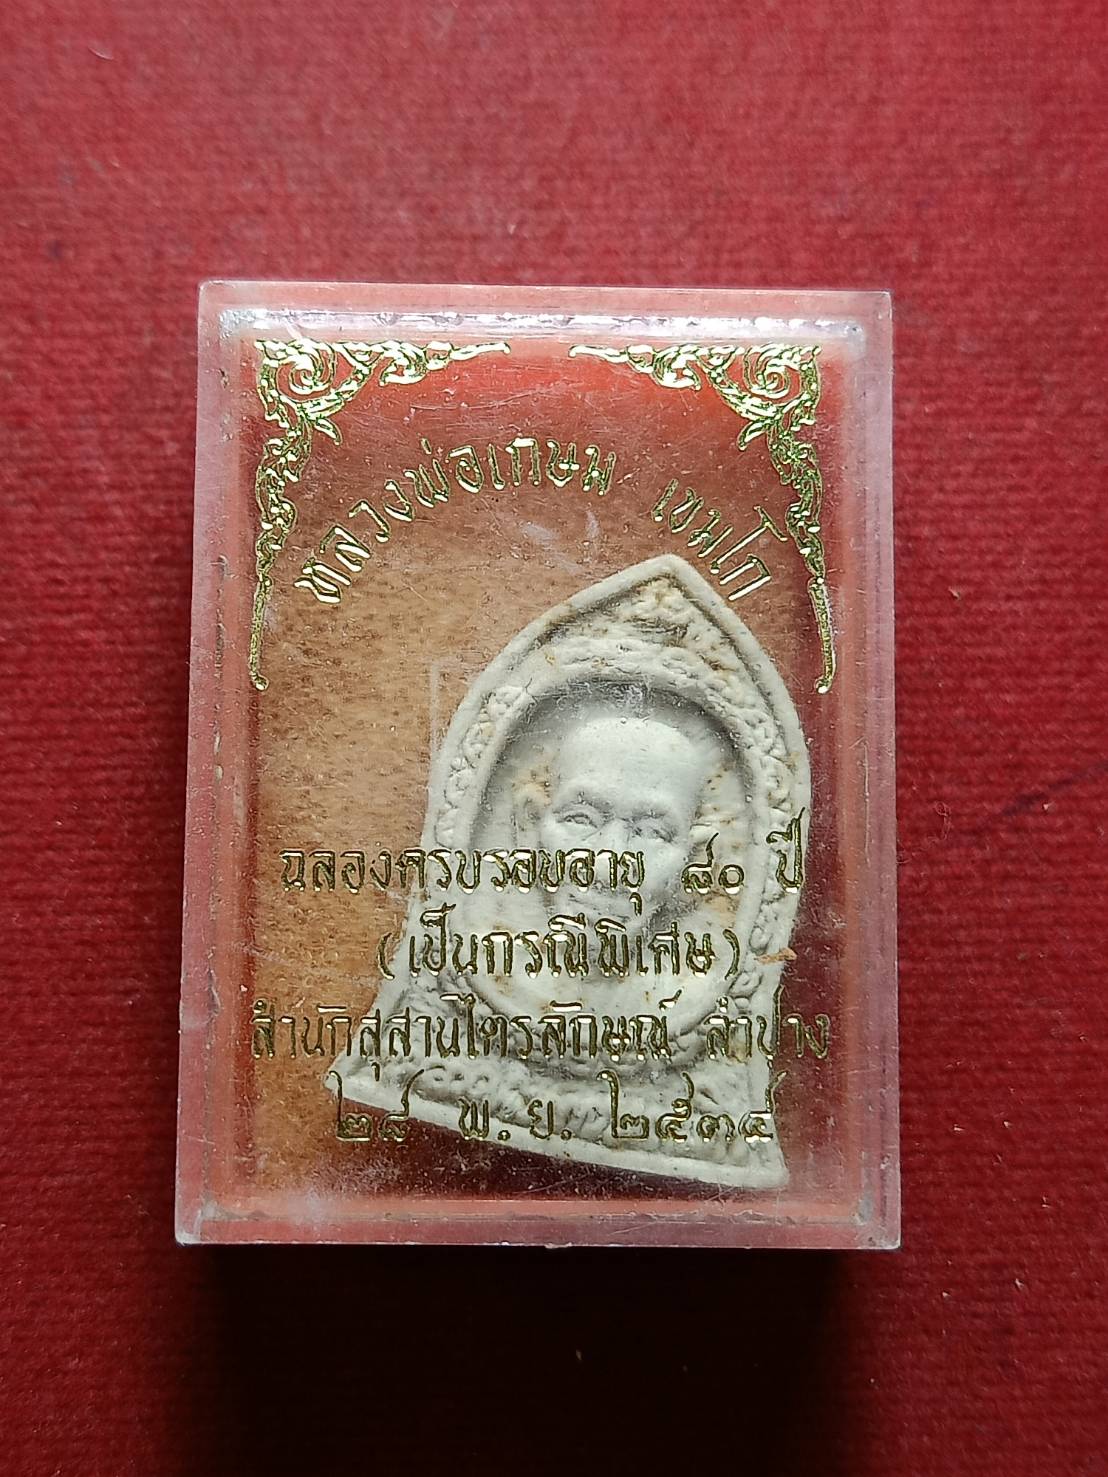 หลวงพ่อเกษม เขมโก
ฉลองครบรอบอายุ ๘๐ ปี
(เป็นกรณีพิเศษ)
สำนักสุสานไตรลักษณ์ ลำปาง
๒๘ พ.ย. ๒๕๓๔